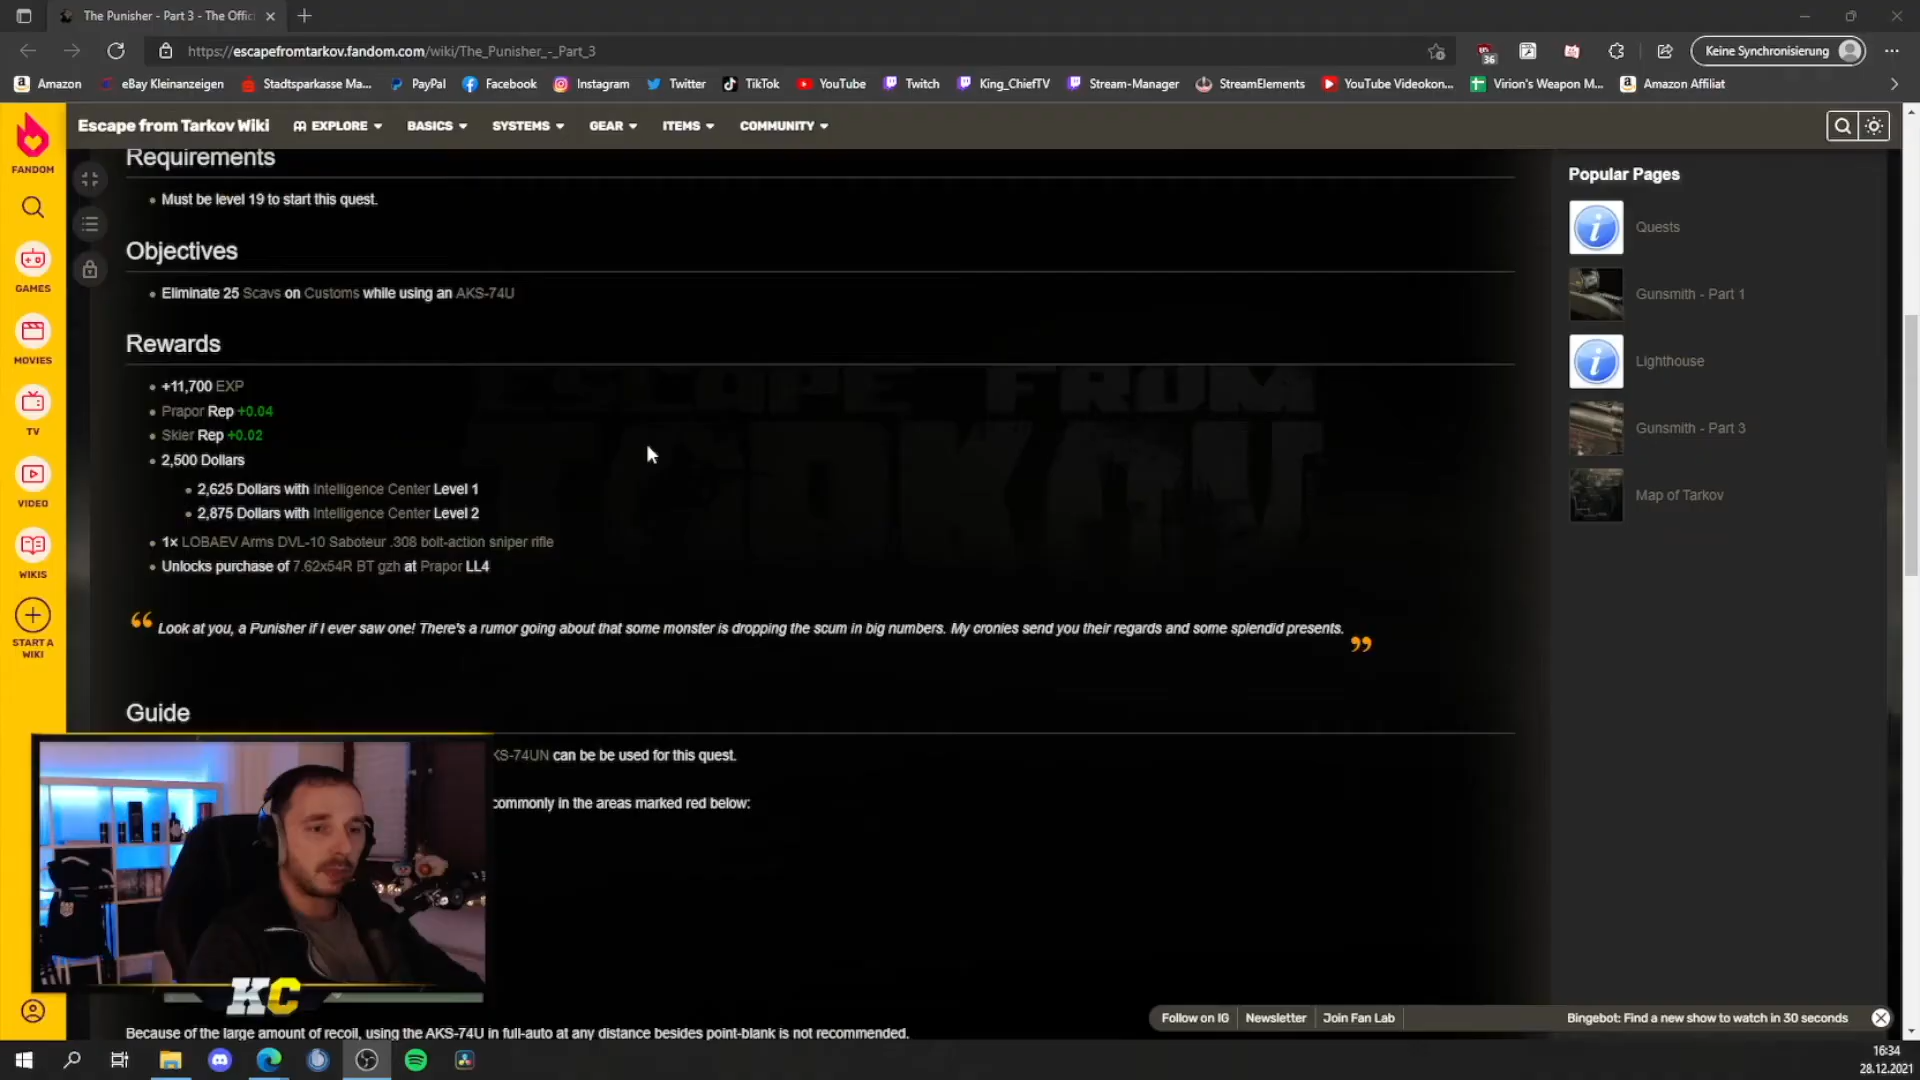 The Punisher - Part 3 - The Offic
https://escapefromtarkov.fandom.com/wiki/The_Punisher_-_Part_3
36
Keine Synchronisierung
Amazon
eBay Kleinanzeigen
Stadtsparkasse Ma...
PayPal
Facebook
Instagram
Twitter
TikTok
YouTube
Twitch
King_ChiefTV
Stream-Manager
StreamElements
YouTube Videokon...
Virion's Weapon M...
Amazon Affiliat
Escape from Tarkov Wiki
EXPLORE
BASICS
SYSTEMS
GEAR
ITEMS
COMMUNITY
FANDOM
GAMES
MOVIES
TV
VIDEO
WIKIS
START A
WIKI
Requirements
Must be level 19 to start this quest.
Objectives
Eliminate 25 Scavs on Customs while using an AKS-74U
Rewards
+11,700 EXP
Prapor Rep +0.04
Skier Rep +0.02
2,500 Dollars
2,625 Dollars with Intelligence Center Level 1
2,875 Dollars with Intelligence Center Level 2
1× LOBAEV Arms DVL-10 Saboteur .308 bolt-action sniper rifle
Unlocks purchase of 7.62x54R BT gzh at Prapor LL4
ESCAPE FROM
TARKOV
“ Look at you, a Punisher if I ever saw one! There's a rumor going about that some monster is dropping the scum in big numbers. My cronies send you their regards and some splendid presents. ”
Guide
KS-74UN can be be used for this quest.
commonly in the areas marked red below:
Because of the large amount of recoil, using the AKS-74U in full-auto at any distance besides point-blank is not recommended.
Popular Pages
Quests
Gunsmith - Part 1
Lighthouse
Gunsmith - Part 3
Map of Tarkov
KC
Follow on IG
Newsletter
Join Fan Lab
Bingebot: Find a new show to watch in 30 seconds
16:34
28.12.2021